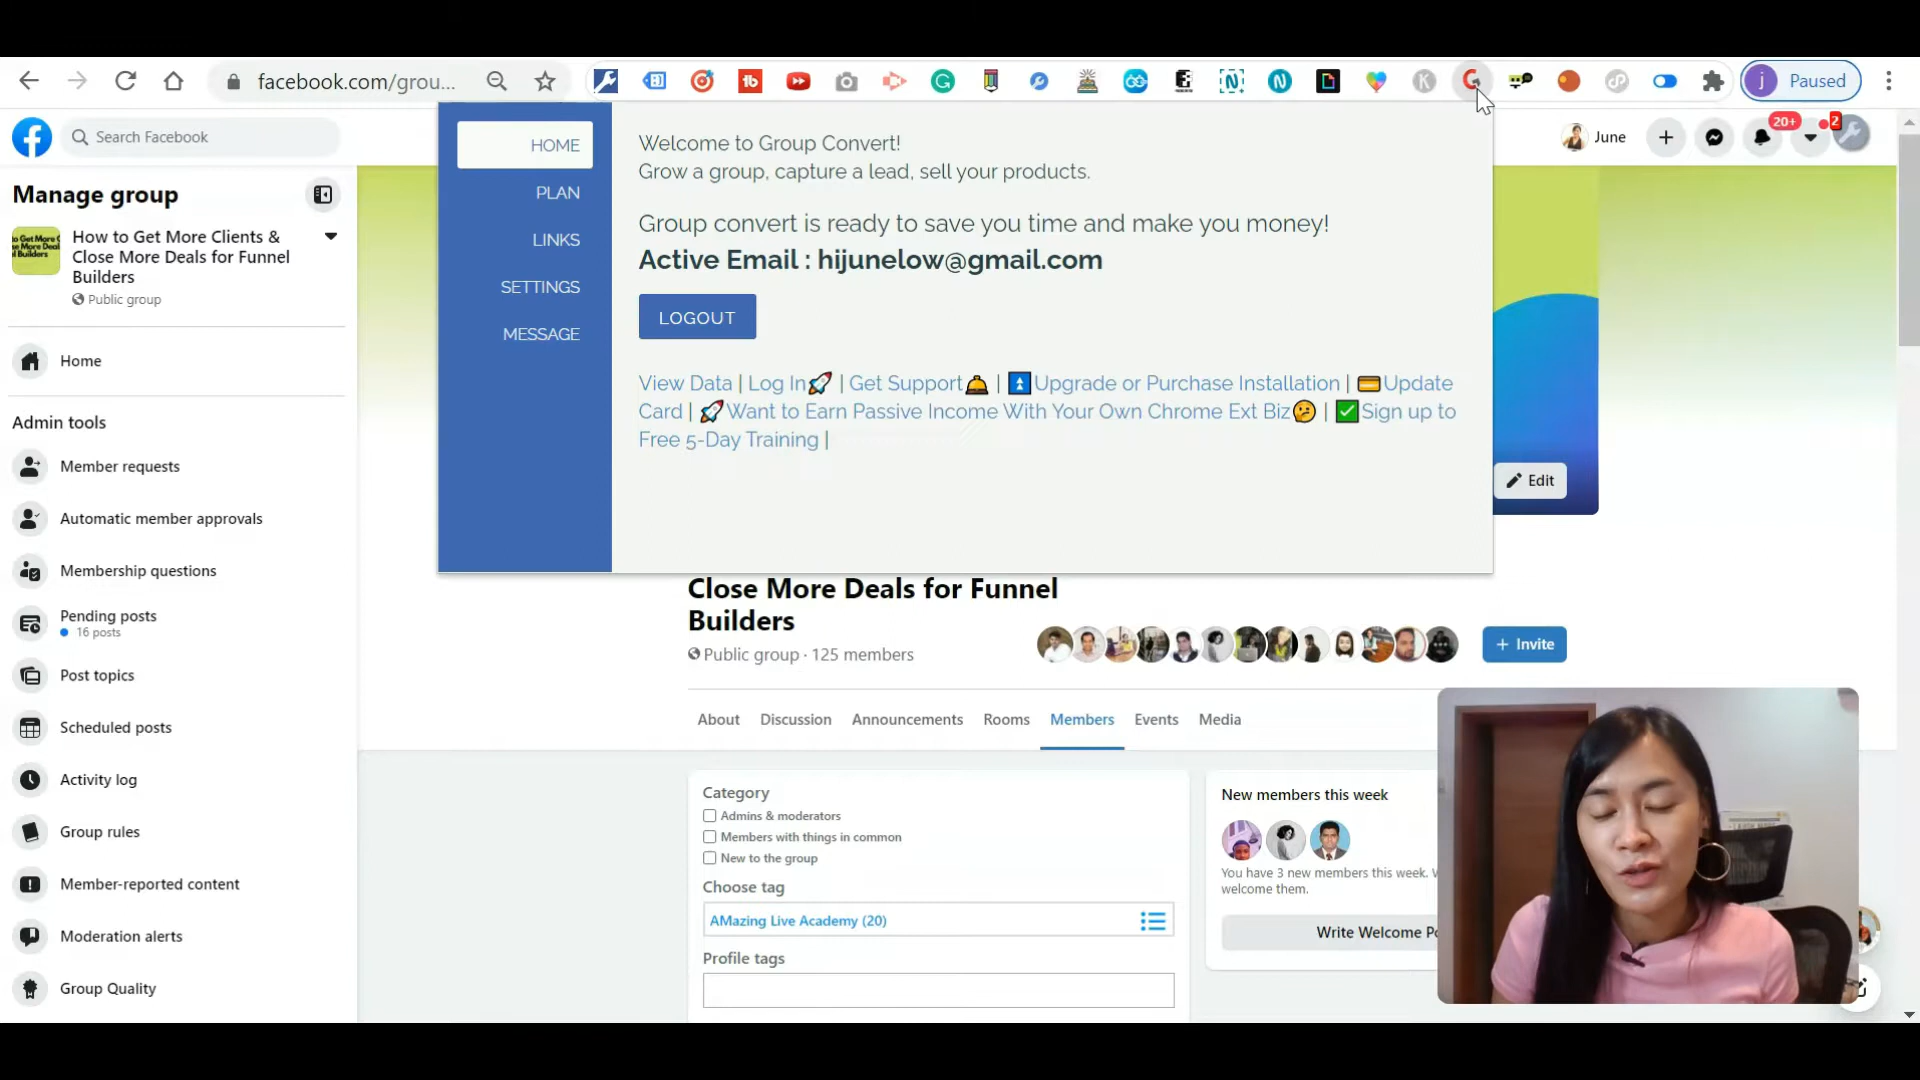 facebook.com/grou...
j Paused
Search Facebook
June
20+
2
Manage group
How to Get More Clients &
Close More Deals for Funnel
Builders
Public group
Home
Admin tools
Member requests
Automatic member approvals
Membership questions
Pending posts
16 posts
Post topics
Scheduled posts
Activity log
Group rules
Member-reported content
Moderation alerts
Group Quality
HOME
PLAN
LINKS
SETTINGS
MESSAGE
Welcome to Group Convert!
Grow a group, capture a lead, sell your products.
Group convert is ready to save you time and make you money!
Active Email : hijunelow@gmail.com
LOGOUT
View Data | Log In🚀 | Get Support🛎 | ⏫Upgrade or Purchase Installation | 💳Update
Card | 🚀Want to Earn Passive Income With Your Own Chrome Ext Biz🤔 | ✅Sign up to
Free 5-Day Training |
Edit
Close More Deals for Funnel
Builders
Public group · 125 members
+ Invite
About Discussion Announcements Rooms Members Events Media
Category
Admins & moderators
Members with things in common
New to the group
Choose tag
AMazing Live Academy (20)
Profile tags
New members this week
You have 3 new members this week. W
welcome them.
Write Welcome Po